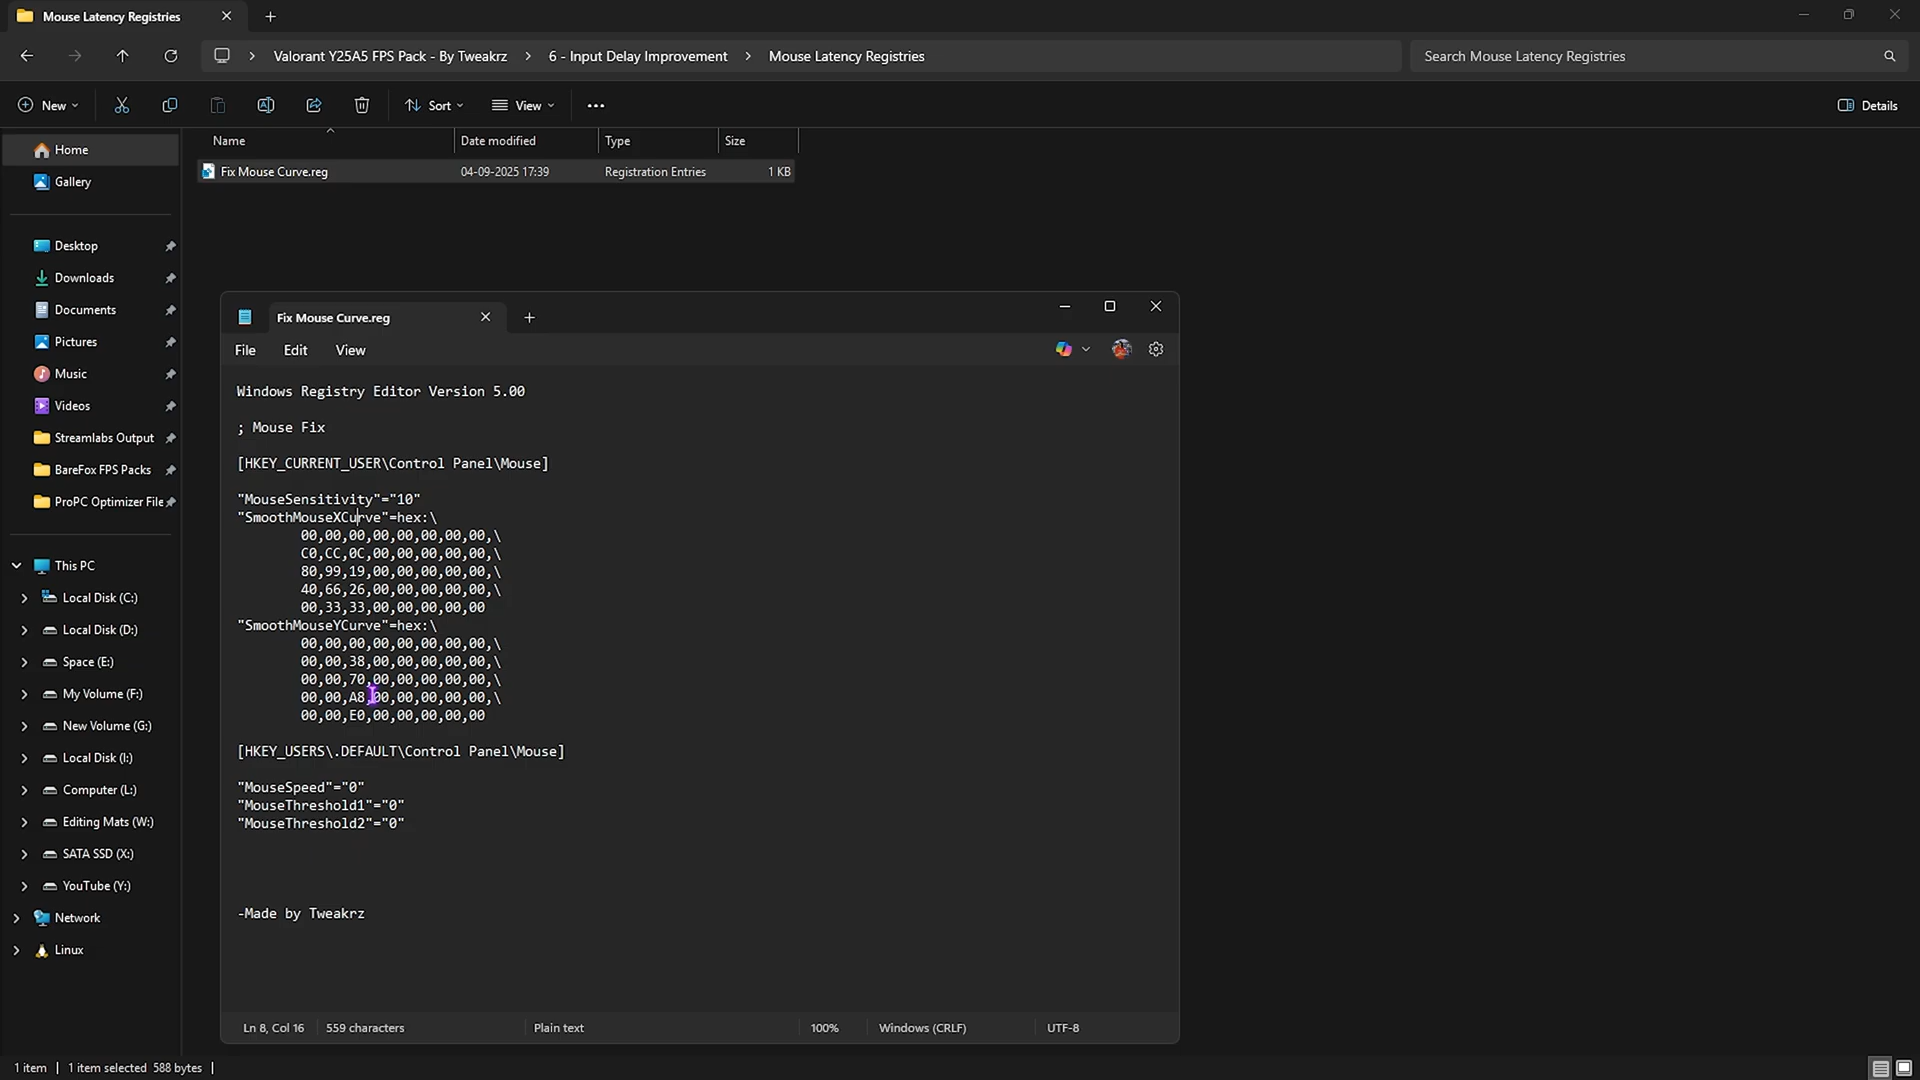 Mouse Latency Registries
Valorant Y25A5 FPS Pack - By Tweakrz
6 - Input Delay Improvement
Mouse Latency Registries
Search Mouse Latency Registries
New
Sort
View
Details
Name
Date modified
Type
Size
Fix Mouse Curve.reg
04-09-2025 17:39
Registration Entries
1 KB
Home
Gallery
Desktop
Downloads
Documents
Pictures
Music
Videos
Streamlabs Output
BareFox FPS Packs
ProPC Optimizer File
This PC
Local Disk (C:)
Local Disk (D:)
Space (E:)
My Volume (F:)
New Volume (G:)
Local Disk (I:)
Computer (L:)
Editing Mats (W:)
SATA SSD (X:)
YouTube (Y:)
Network
Linux
Fix Mouse Curve.reg
File
Edit
View
Windows Registry Editor Version 5.00
; Mouse Fix
[HKEY_CURRENT_USER\Control Panel\Mouse]
"MouseSensitivity"="10"
"SmoothMouseXCurve"=hex:\
00,00,00,00,00,00,00,00,\
C0,CC,0C,00,00,00,00,00,\
80,99,19,00,00,00,00,00,\
40,66,26,00,00,00,00,00,\
00,33,33,00,00,00,00,00
"SmoothMouseYCurve"=hex:\
00,00,00,00,00,00,00,00,\
00,00,38,00,00,00,00,00,\
00,00,70,00,00,00,00,00,\
00,00,A8,00,00,00,00,00,\
00,00,E0,00,00,00,00,00
[HKEY_USERS\.DEFAULT\Control Panel\Mouse]
"MouseSpeed"="0"
"MouseThreshold1"="0"
"MouseThreshold2"="0"
-Made by Tweakrz
Ln 8, Col 16
559 characters
Plain text
100%
Windows (CRLF)
UTF-8
1 item
1 item selected 588 bytes